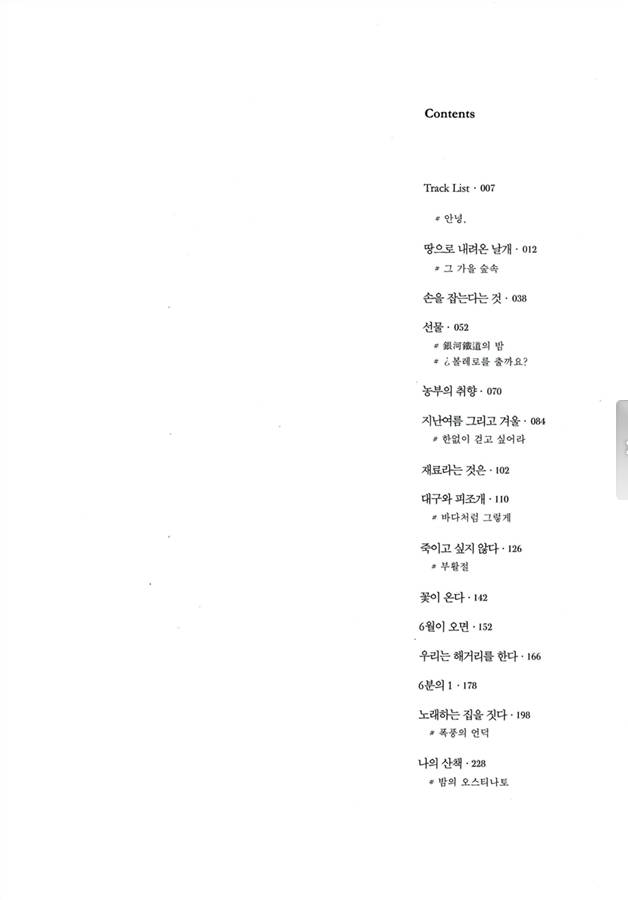 Contents
Track List · 007
# 안녕,
땅으로 내려온 날개 · 012
# 그 가을 숲속
손을 잡는다는 것 · 038
선물 · 052
# 銀河鐵道의 밤
# ¿ 볼레로를 출까요?
농부의 취향 · 070
지난여름 그리고 겨울 · 084
# 한없이 걷고 싶어라
재료라는 것은 · 102
대구와 피조개 · 110
# 바다처럼 그렇게
죽이고 싶지 않다 · 126
# 부활절
꽃이 온다 · 142
6월이 오면 · 152
우리는 해거리를 한다 · 166
6분의 1 · 178
노래하는 집을 짓다 · 198
# 폭풍의 언덕
나의 산책 · 228
# 밤의 오스티나토